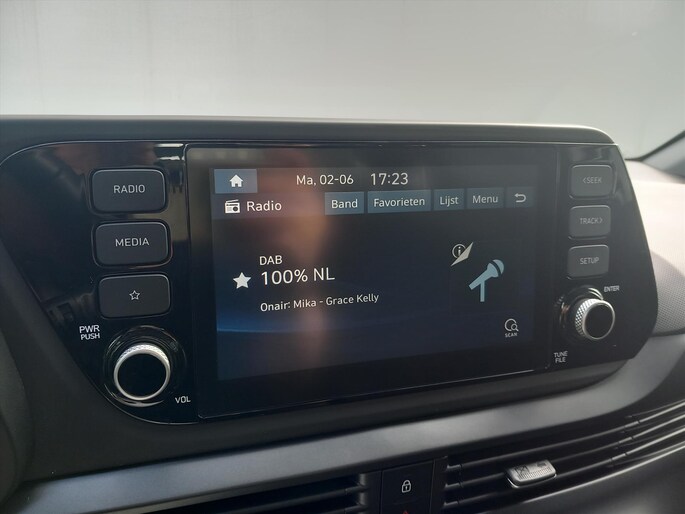 RADIO
MEDIA
PWR
PUSH
VOL
Ma, 02-06 17:23
Radio Band Favorieten Lijst Menu
DAB
100% NL
Onair: Mika - Grace Kelly
SCAN
<SEEK
TRACK>
SETUP
ENTER
TUNE
FILE